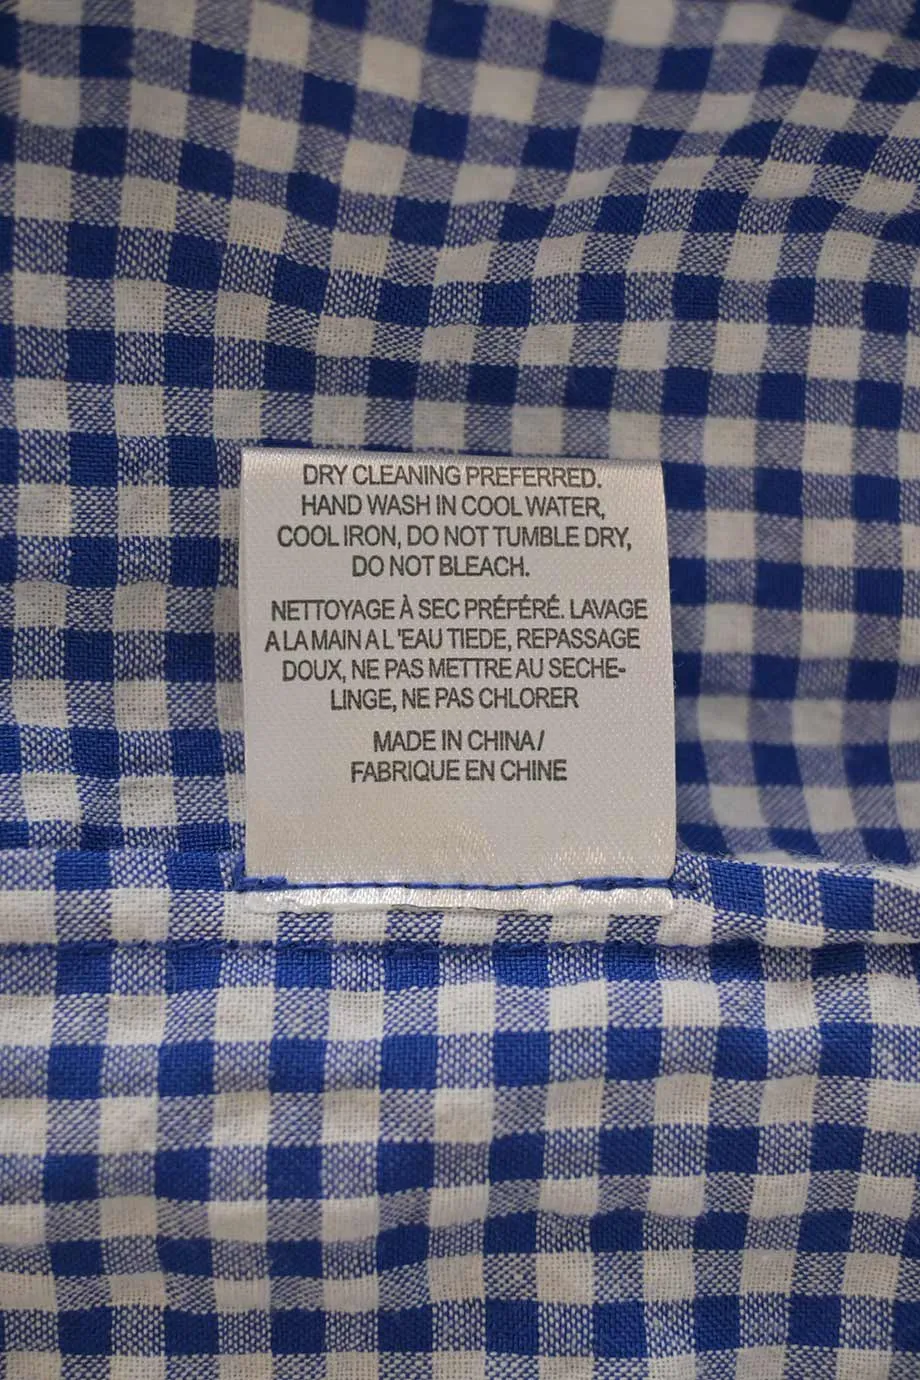 DRY CLEANING PREFERRED.
HAND WASH IN COOL WATER,
COOL IRON, DO NOT TUMBLE DRY,
DO NOT BLEACH.
NETTOYAGE À SEC PRÉFÉRÉ. LAVAGE
A LA MAIN A L'EAU TIEDE, REPASSAGE
DOUX, NE PAS METTRE AU SECHE-
LINGE, NE PAS CHLORER
MADE IN CHINA/
FABRIQUE EN CHINE